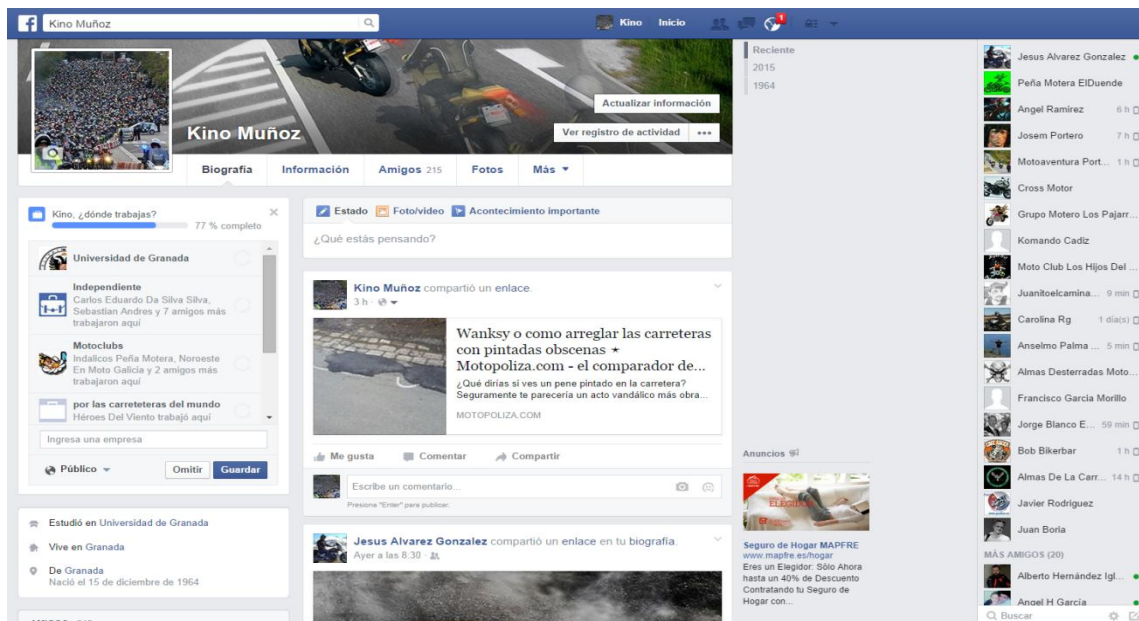 Kino Muñoz
Kino Inicio
1
Kino Muñoz
Actualizar información
Ver registro de actividad
Biografía Información Amigos 215 Fotos Más
Reciente
2015
1964
Kino, ¿dónde trabajas?
77 % completo
Universidad de Granada
Independiente
Carlos Eduardo Da Silva Silva,
Sebastian Andres y 7 amigos más
trabajaron aquí
Motoclubs
Indalicos Peña Motera, Noroeste
En Moto Galicia y 2 amigos más
trabajaron aquí
por las carreteteras del mundo
Héroes Del Viento trabajó aquí
Ingresa una empresa
Público Omitir Guardar
Estudió en Universidad de Granada
Vive en Granada
De Granada
Nació el 15 de diciembre de 1964
Estado Foto/video Acontecimiento importante
¿Qué estás pensando?
Kino Muñoz compartió un enlace.
3 h
Wanksy o como arreglar las carreteras
con pintadas obscenas ★
Motopoliza.com - el comparador de...
¿Qué dirías si ves un pene pintado en la carretera?
Seguramente te parecería un acto vandálico más obra...
MOTOPOLIZA.COM
Me gusta Comentar Compartir
Escribe un comentario...
Presiona "Enter" para publicar.
Jesus Alvarez Gonzalez compartió un enlace en tu biografía.
Ayer a las 8:30
Anuncios
Seguro de Hogar MAPFRE
www.mapfre.es/hogar
Eres un Elegidor: Sólo Ahora
hasta un 40% de Descuento
Contratando tu Seguro de
Hogar con...
Jesus Alvarez Gonzalez
Peña Motera ElDuende
Angel Ramirez 6 h
Josem Portero 7 h
Motoaventura Port... 1 h
Cross Motor
Grupo Motero Los Pajarr...
Komando Cadiz
Moto Club Los Hijos Del ...
Juanitoelcamina... 9 min
Carolina Rg 1 día(s)
Anselmo Palma ... 5 min
Almas Desterradas Moto...
Francisco Garcia Morillo
Jorge Blanco E... 59 min
Bob Bikerbar 1 h
Almas De La Carr... 14 h
Javier Rodriguez
Juan Borla
MÁS AMIGOS (20)
Alberto Hernández Igl...
Angel H García
Buscar